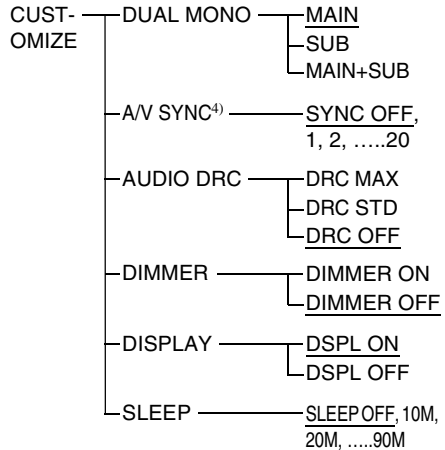 CUST-
OMIZE
DUAL MONO
MAIN
SUB
MAIN+SUB
A/V SYNC4)
SYNC OFF,
1, 2, .....20
AUDIO DRC
DRC MAX
DRC STD
DRC OFF
DIMMER
DIMMER ON
DIMMER OFF
DISPLAY
DSPL ON
DSPL OFF
SLEEP
SLEEP OFF, 10M,
20M, .....90M